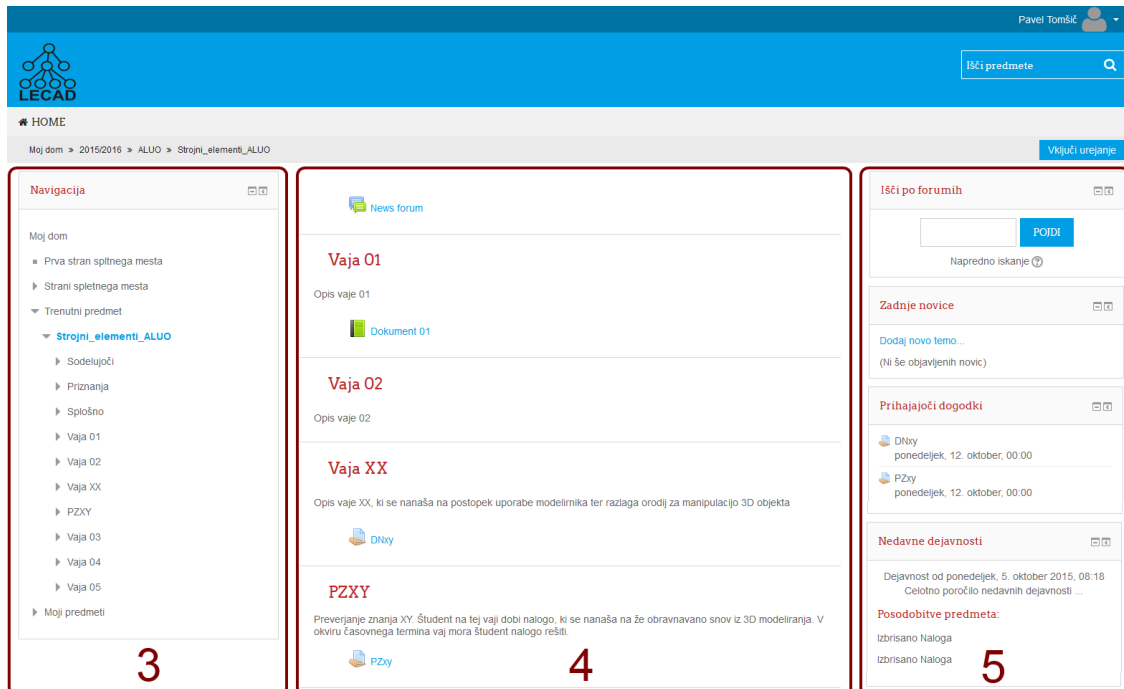 Pavel Tomšič
LECAD
Išči predmete
HOME
Moj dom » 2015/2016 » ALUO » Strojni_elementi_ALUO
Vključi urejanje
Navigacija
Moj dom
Prva stran spltnega mesta
Strani spletnega mesta
Trenutni predmet
Strojni_elementi_ALUO
Sodelujoči
Priznanja
Splošno
Vaja 01
Vaja 02
Vaja XX
PZXY
Vaja 03
Vaja 04
Vaja 05
Moji predmeti
3
News forum
Vaja 01
Opis vaje 01
Dokument 01
Vaja 02
Opis vaje 02
Vaja XX
Opis vaje XX, ki se nanaša na postopek uporabe modelirnika ter razlaga orodij za manipulacijo 3D objekta
DNxy
PZXY
Preverjanje znanja XY. Študent na tej vaji dobi nalogo, ki se nanaša na že obravnavano snov iz 3D modeliranja. V
okviru časovnega termina vaj mora študent nalogo rešiti.
PZxy
4
Išči po forumih
POJDI
Napredno iskanje
Zadnje novice
Dodaj novo temo...
(Ni še objavljenih novic)
Prihajajoči dogodki
DNxy
ponedeljek, 12. oktober, 00:00
PZxy
ponedeljek, 12. oktober, 00:00
Nedavne dejavnosti
Dejavnost od ponedeljek, 5. oktober 2015, 08:18
Celotno poročilo nedavnih dejavnosti ...
Posodobitve predmeta:
Izbrisano Naloga
Izbrisano Naloga
5